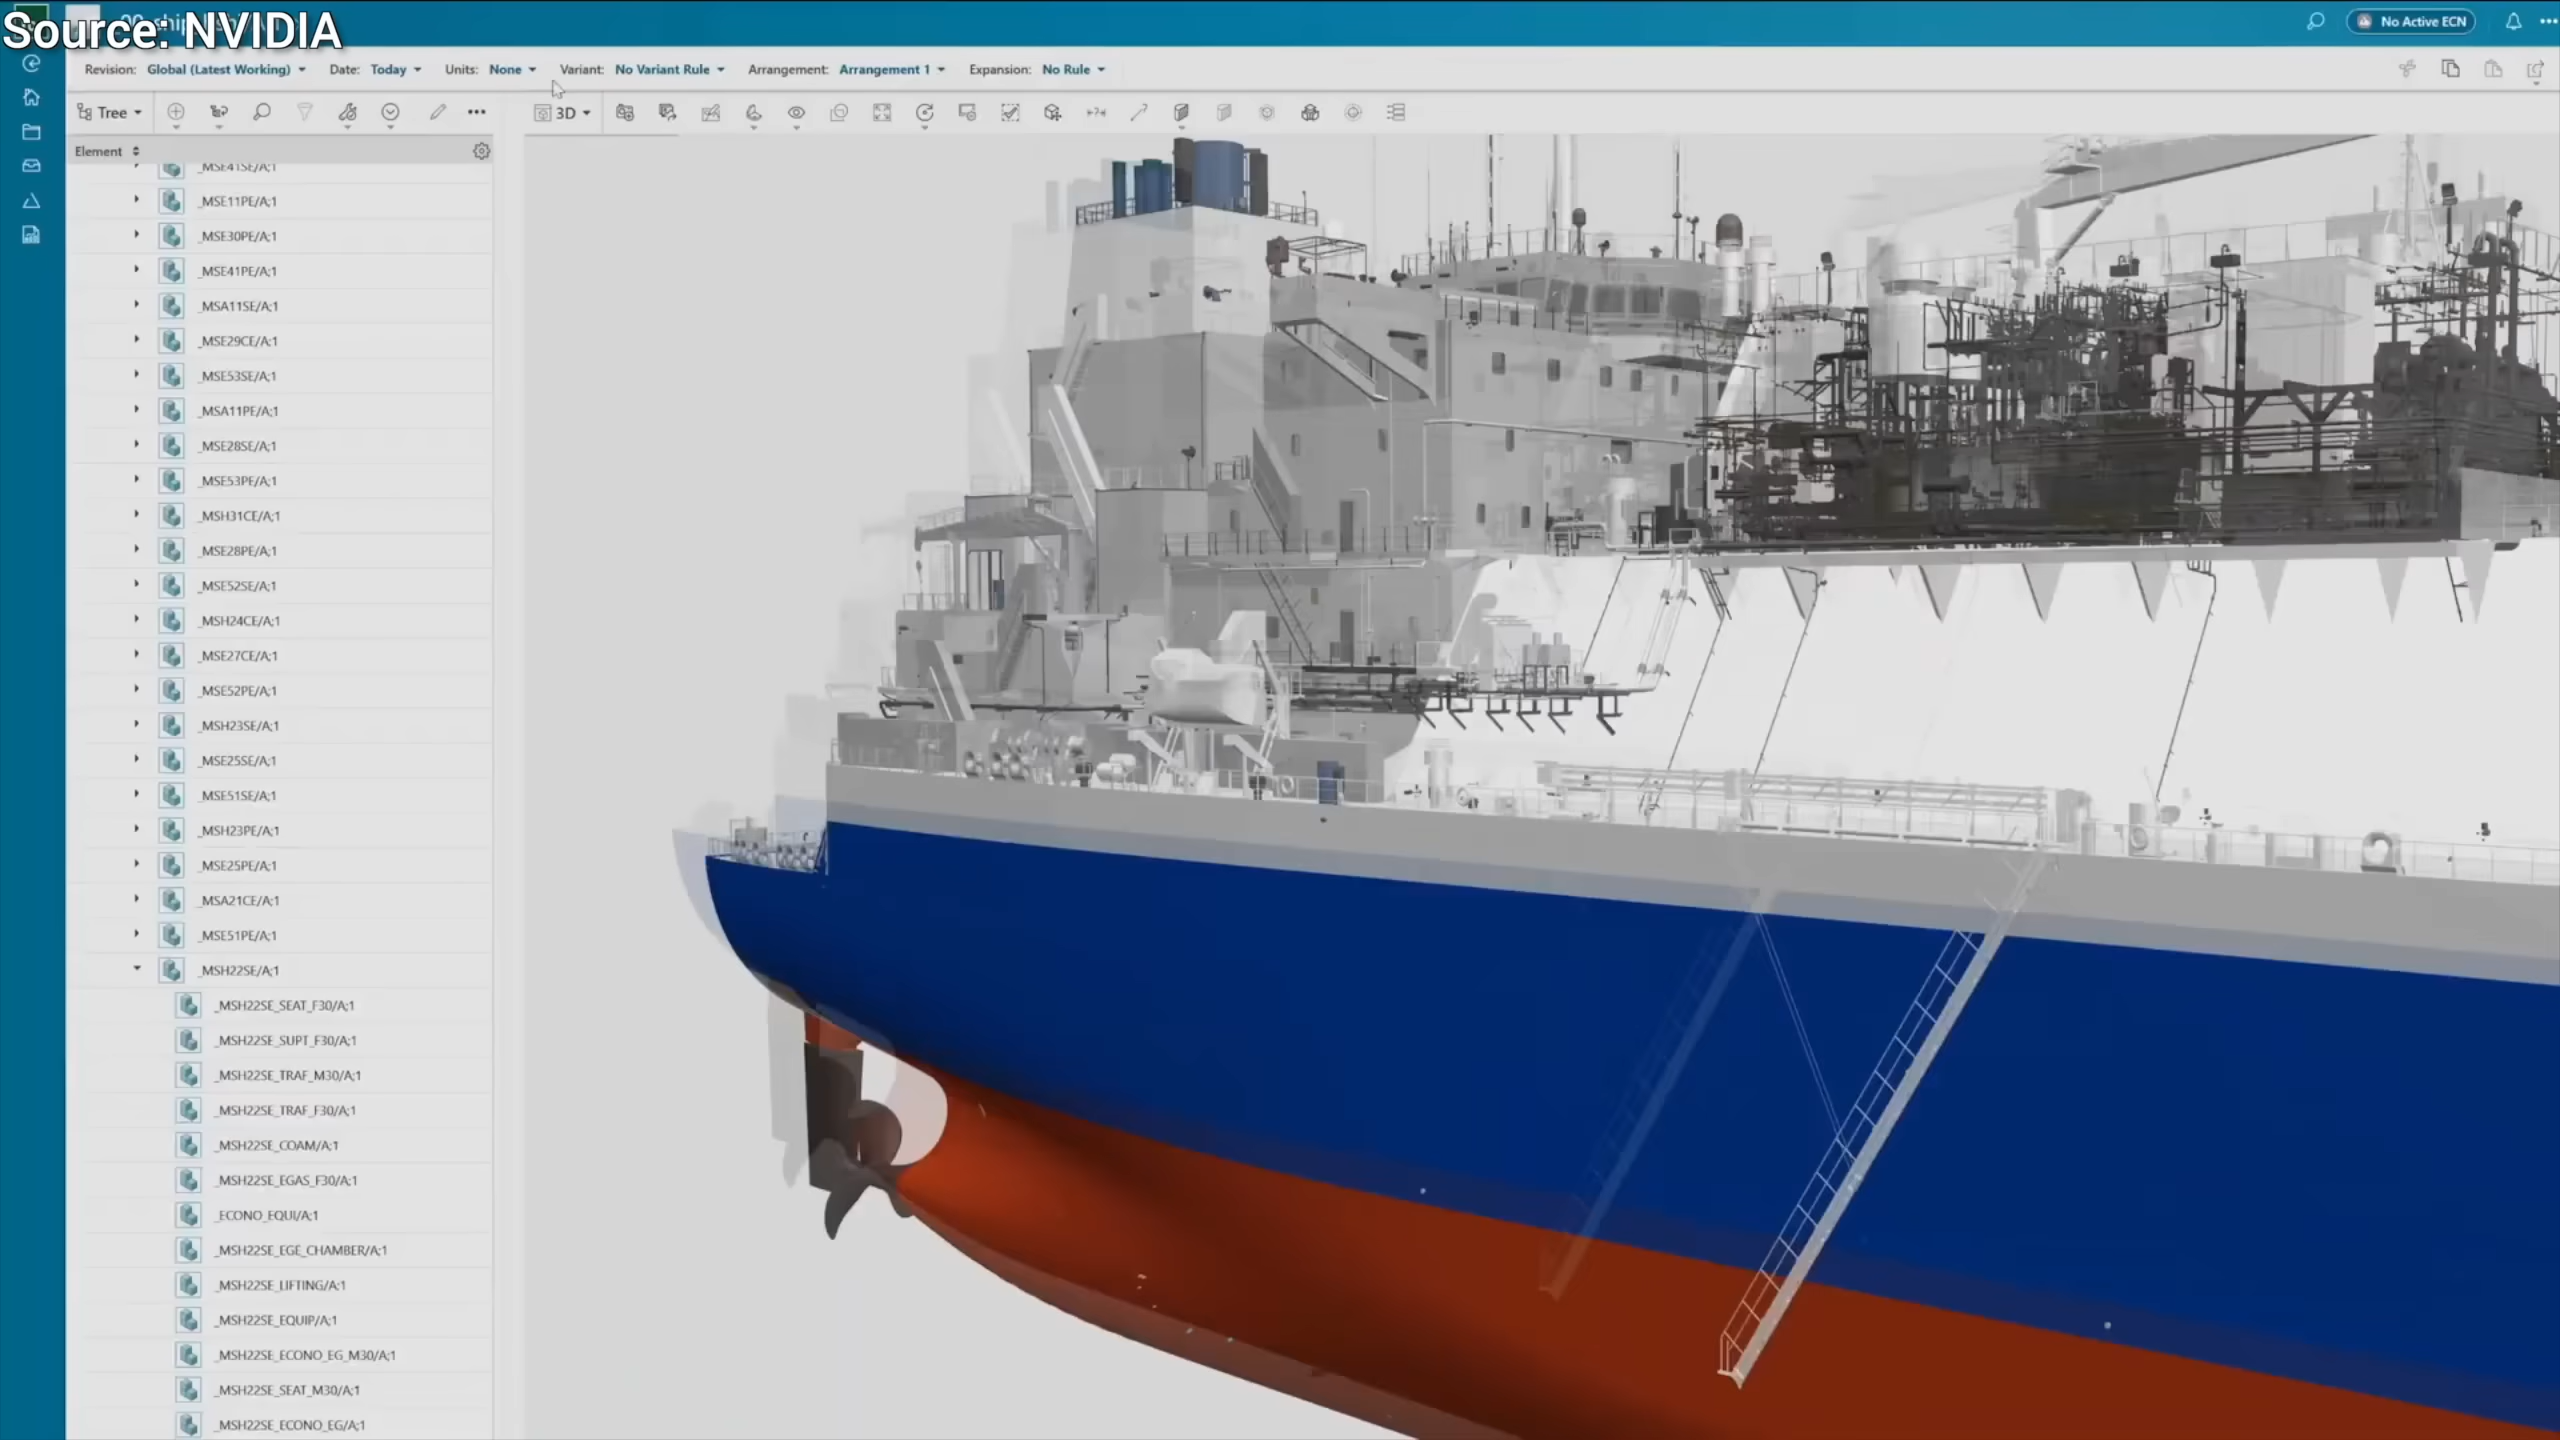 Source: NVIDIA
No Active ECN
Revision: Global (Latest Working) Date: Today Units: None Variant: No Variant Rule Arrangement: Arrangement 1 Expansion: No Rule
Tree 3D
Element
_MSE41SE/A;1
_MSE11PE/A;1
_MSE30PE/A;1
_MSE41PE/A;1
_MSA11SE/A;1
_MSE29CE/A;1
_MSE53SE/A;1
_MSA11PE/A;1
_MSE28SE/A;1
_MSE53PE/A;1
_MSH31CE/A;1
_MSE28PE/A;1
_MSE52SE/A;1
_MSH24CE/A;1
_MSE27CE/A;1
_MSE52PE/A;1
_MSH23SE/A;1
_MSE25SE/A;1
_MSE51SE/A;1
_MSH23PE/A;1
_MSE25PE/A;1
_MSA21CE/A;1
_MSE51PE/A;1
_MSH22SE/A;1
_MSH22SE_SEAT_F30/A;1
_MSH22SE_SUPT_F30/A;1
_MSH22SE_TRAF_M30/A;1
_MSH22SE_TRAF_F30/A;1
_MSH22SE_COAM/A;1
_MSH22SE_EGAS_F30/A;1
_ECONO_EQUI/A;1
_MSH22SE_EGE_CHAMBER/A;1
_MSH22SE_LIFTING/A;1
_MSH22SE_EQUIP/A;1
_MSH22SE_ECONO_EG_M30/A;1
_MSH22SE_SEAT_M30/A;1
_MSH22SE_ECONO_EG/A;1